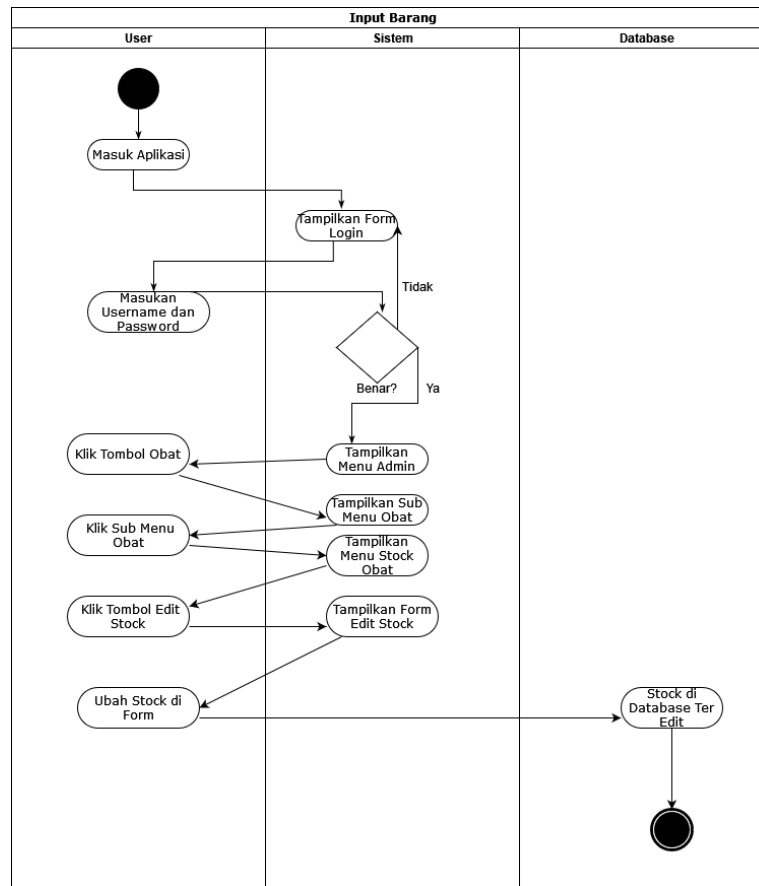 Input Barang
User
Sistem
Database
Masuk Aplikasi
Tampilkan Form
Login
Tidak
Masukan
Username dan
Password
Benar?
Ya
Klik Tombol Obat
Tampilkan
Menu Admin
Tampilkan Sub
Menu Obat
Klik Sub Menu
Obat
Tampilkan
Menu Stock
Obat
Klik Tombol Edit
Stock
Tampilkan Form
Edit Stock
Ubah Stock di
Form
Stock di
Database Ter
Edit